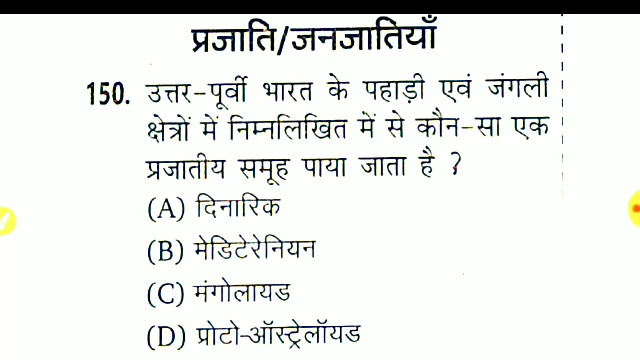 प्रजाति/जनजातियाँ
150. उत्तर-पूर्वी भारत के पहाड़ी एवं जंगली
क्षेत्रों में निम्नलिखित में से कौन-सा एक
प्रजातीय समूह पाया जाता है ?
(A) दिनारिक
(B) मेडिटेरेनियन
(C) मंगोलायड
(D) प्रोटो-ऑस्ट्रेलॉयड